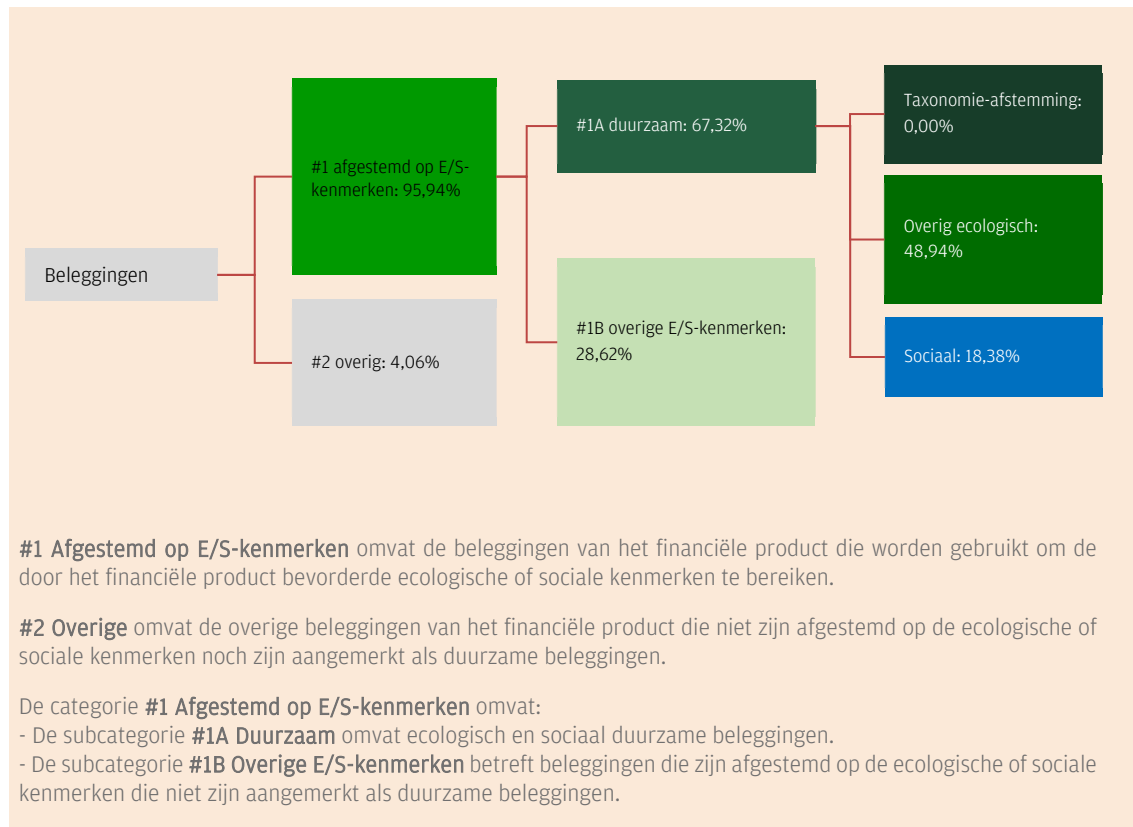 Beleggingen
#1 afgestemd op E/S-
kenmerken: 95,94%
#2 overig: 4,06%
#1A duurzaam: 67,32%
#1B overige E/S-kenmerken:
28,62%
Taxonomie-afstemming:
0,00%
Overig ecologisch:
48,94%
Sociaal: 18,38%
#1 Afgestemd op E/S-kenmerken omvat de beleggingen van het financiële product die worden gebruikt om de
door het financiële product bevorderde ecologische of sociale kenmerken te bereiken.
#2 Overige omvat de overige beleggingen van het financiële product die niet zijn afgestemd op de ecologische of
sociale kenmerken noch zijn aangemerkt als duurzame beleggingen.
De categorie #1 Afgestemd op E/S-kenmerken omvat:
- De subcategorie #1A Duurzaam omvat ecologisch en sociaal duurzame beleggingen.
- De subcategorie #1B Overige E/S-kenmerken betreft beleggingen die zijn afgestemd op de ecologische of sociale
kenmerken die niet zijn aangemerkt als duurzame beleggingen.